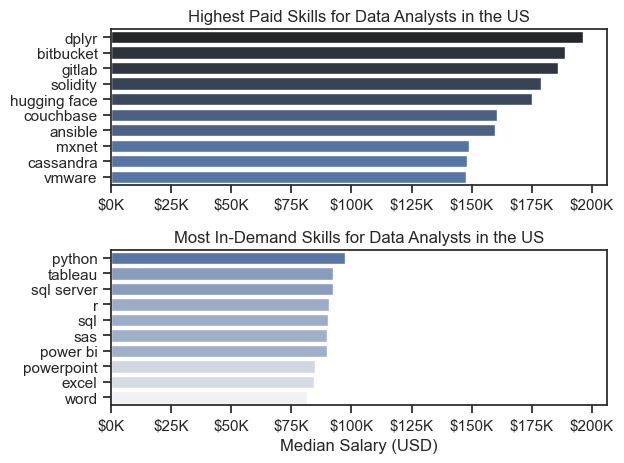 Highest Paid Skills for Data Analysts in the US
dplyr
bitbucket
gitlab
solidity
hugging face
couchbase
ansible
mxnet
cassandra
vmware
$0K $25K $50K $75K $100K $125K $150K $175K $200K
Most In-Demand Skills for Data Analysts in the US
python
tableau
sql server
r
sql
sas
power bi
powerpoint
excel
word
$0K $25K $50K $75K $100K $125K $150K $175K $200K
Median Salary (USD)